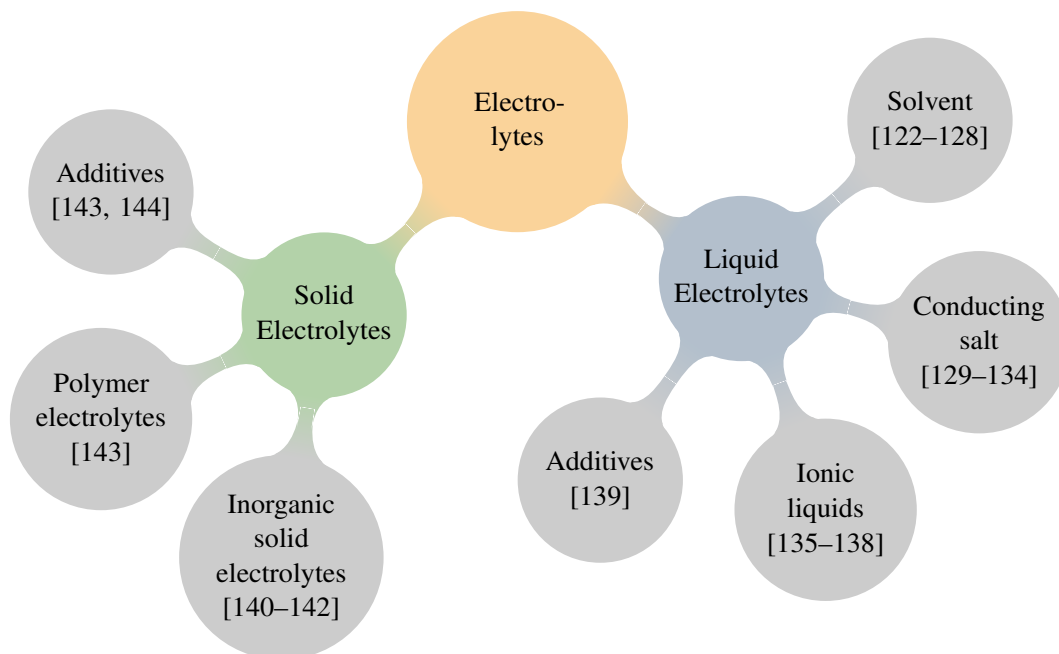 Electro-
lytes
Solid
Electrolytes
Additives
[143, 144]
Polymer
electrolytes
[143]
Inorganic
solid
electrolytes
[140–142]
Liquid
Electrolytes
Solvent
[122–128]
Conducting
salt
[129–134]
Ionic
liquids
[135–138]
Additives
[139]